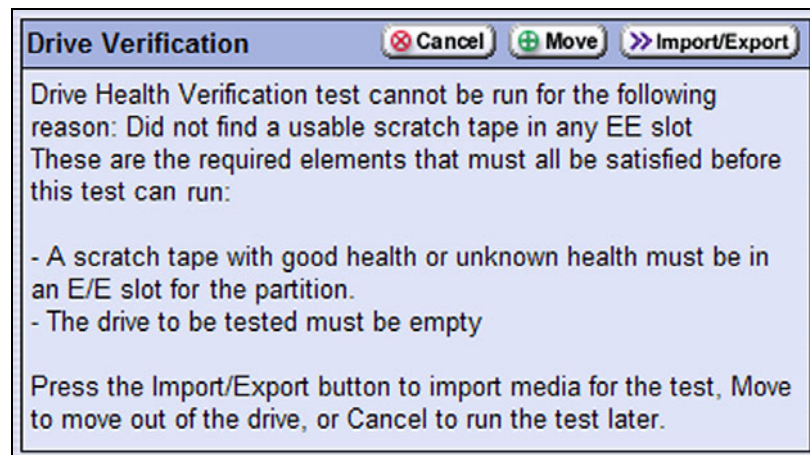 Drive Verification Cancel Move Import/Export
Drive Health Verification test cannot be run for the following
reason: Did not find a usable scratch tape in any EE slot
These are the required elements that must all be satisfied before
this test can run:
- A scratch tape with good health or unknown health must be in
an E/E slot for the partition.
- The drive to be tested must be empty
Press the Import/Export button to import media for the test, Move
to move out of the drive, or Cancel to run the test later.